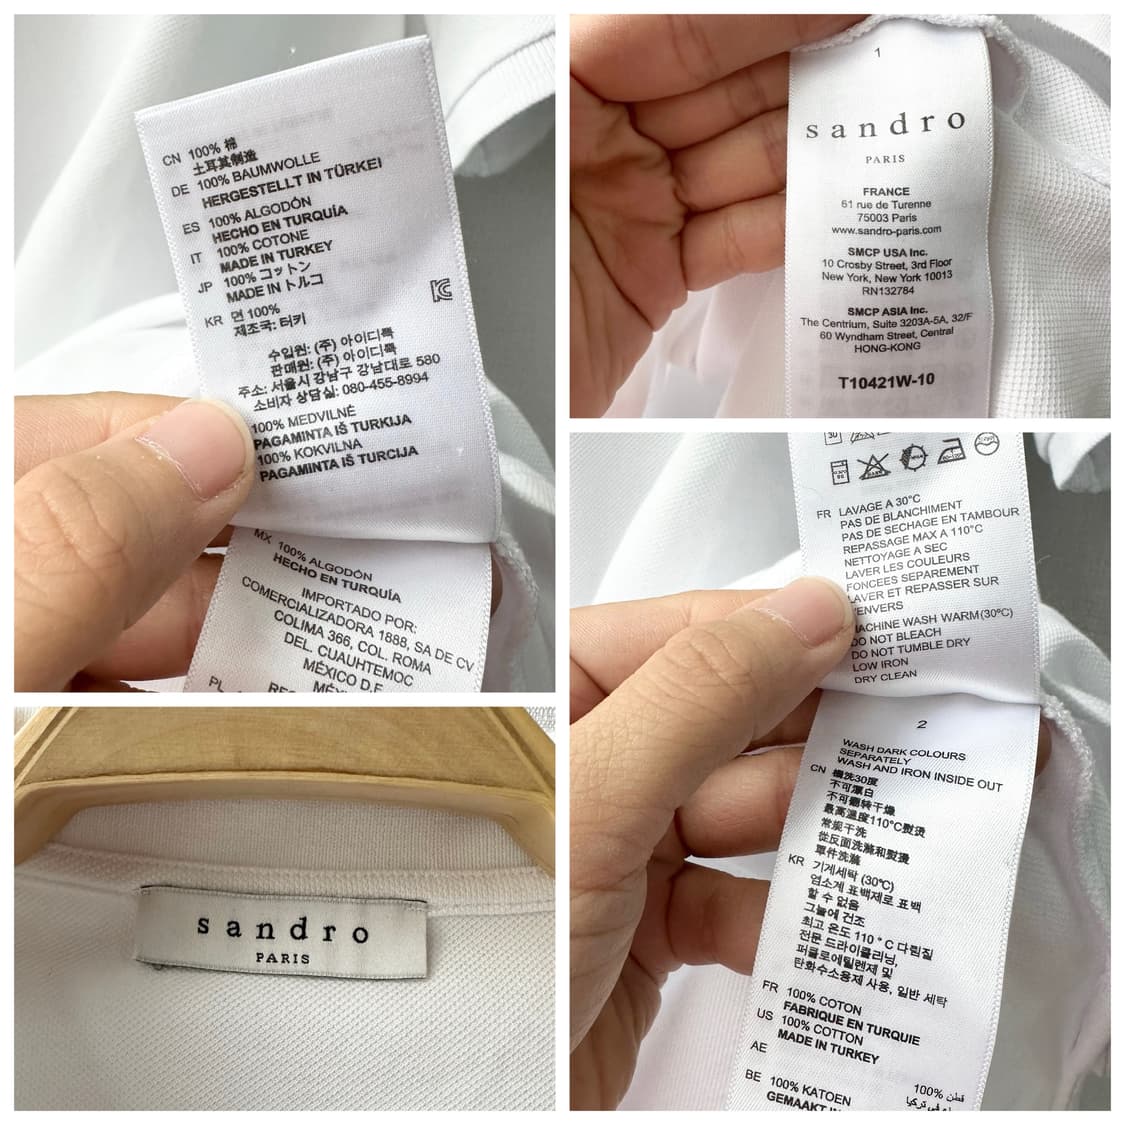 CN 100% 棉
土耳其制造
DE 100% BAUMWOLLE
HERGESTELLT IN TÜRKEI
ES 100% ALGODÓN
HECHO EN TURQUÍA
IT 100% COTONE
MADE IN TURKEY
JP 100% コットン
MADE IN トルコ
KR 면 100%
제조국: 터키
수입원: (주) 아이디룩
판매원: (주) 아이디룩
주소: 서울시 강남구 강남대로 580
소비자 상담실: 080-455-8994
100% MEDVILNĖ
PAGAMINTA IŠ TURKIJA
100% KOKVILNA
PAGAMINTA IŠ TURCIJA
MX 100% ALGODÓN
HECHO EN TURQUÍA
IMPORTADO POR:
COMERCIALIZADORA 1888, SA DE CV
COLIMA 366, COL. ROMA
DEL. CUAUHTEMOC
MÉXICO D.F.
PL
1
sandro
PARIS
FRANCE
61 rue de Turenne
75003 Paris
www.sandro-paris.com
SMCP USA Inc.
10 Crosby Street, 3rd Floor
New York, New York 10013
RN132784
SMCP ASIA Inc.
The Centrium, Suite 3203A-5A, 32/F
60 Wyndham Street, Central
HONG-KONG
T10421W-10
sandro
PARIS
FR LAVAGE A 30°C
PAS DE BLANCHIMENT
PAS DE SECHAGE EN TAMBOUR
REPASSAGE MAX A 110°C
NETTOYAGE A SEC
LAVER LES COULEURS
FONCEES SEPAREMENT
LAVER ET REPASSER SUR
L'ENVERS
MACHINE WASH WARM(30°C)
DO NOT BLEACH
DO NOT TUMBLE DRY
LOW IRON
DRY CLEAN
2
WASH DARK COLOURS
SEPARATELY
WASH AND IRON INSIDE OUT
CN 機洗30度
不可漂白
不可翻转干燥
最高溫度110°C熨烫
常规干洗
從反面洗滌和熨燙
單件洗滌
KR 기계세탁 (30℃)
염소계 표백제로 표백
할 수 없음
그늘에 건조
최고 온도 110 ° C 다림질
전문 드라이클리닝,
퍼클로에틸렌제 및
탄화수소용제 사용, 일반 세탁
FR 100% COTON
FABRIQUE EN TURQUIE
US 100% COTTON
MADE IN TURKEY
AE
100% قطن
BE 100% KATOEN
GEMAAKT IN